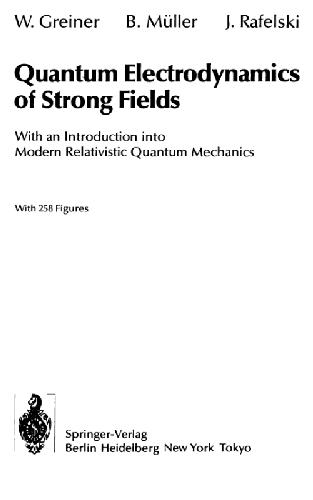 W. Greiner B. Müller J. Rafelski
Quantum Electrodynamics
of Strong Fields
With an Introduction into
Modern Relativistic Quantum Mechanics
With 258 Figures
Springer-Verlag
Berlin Heidelberg New York Tokyo